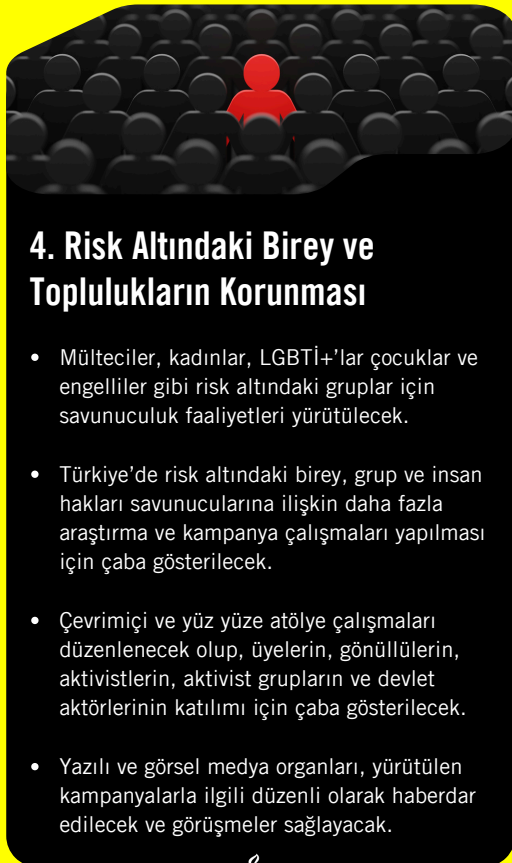 4. Risk Altındaki Birey ve
Toplulukların Korunması
• Mülteciler, kadınlar, LGBTİ+’lar çocuklar ve
engelliler gibi risk altındaki gruplar için
savunuculuk faaliyetleri yürütülecek.
• Türkiye’de risk altındaki birey, grup ve insan
hakları savunucularına ilişkin daha fazla
araştırma ve kampanya çalışmaları yapılması
için çaba gösterilecek.
• Çevrimiçi ve yüz yüze atölye çalışmaları
düzenlenecek olup, üyelerin, gönüllülerin,
aktivistlerin, aktivist grupların ve devlet
aktörlerinin katılımı için çaba gösterilecek.
• Yazılı ve görsel medya organları, yürütülen
kampanyalarla ilgili düzenli olarak haberdar
edilecek ve görüşmeler sağlayacak.